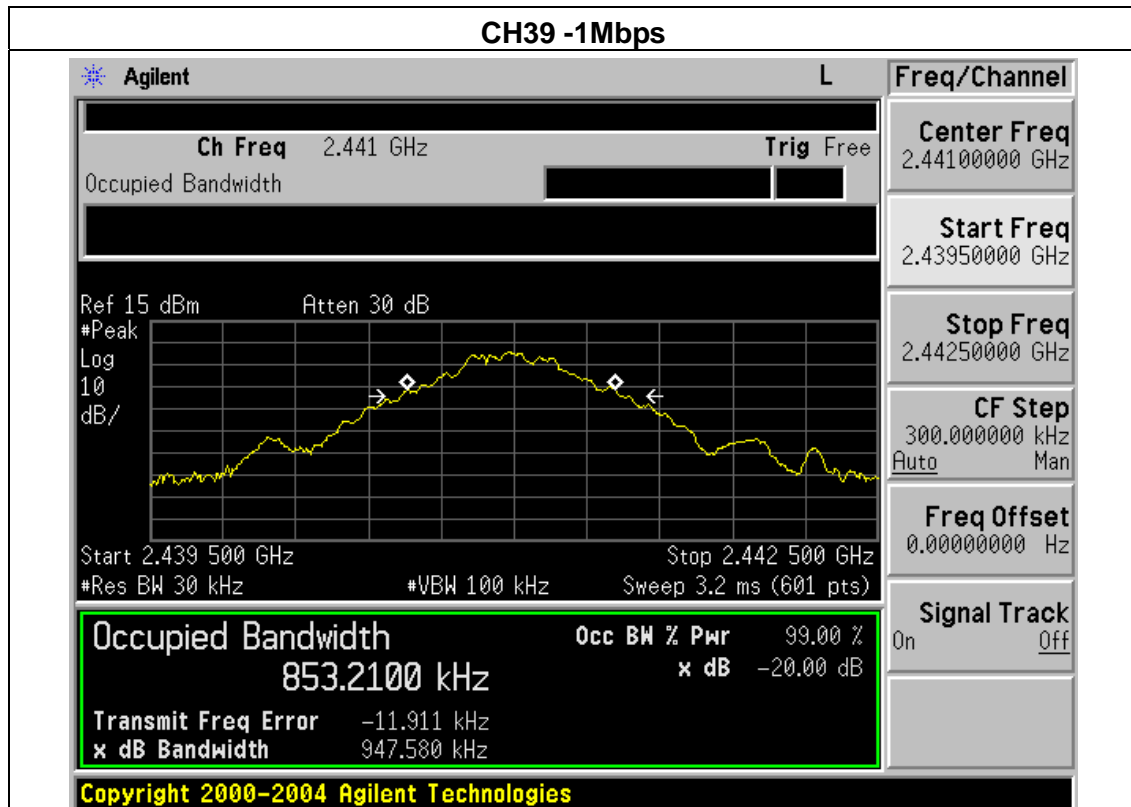 CH39 -1Mbps
Agilent L Freq/Channel
Ch Freq 2.441 GHz Trig Free
Occupied Bandwidth
Center Freq
2.44100000 GHz
Start Freq
2.43950000 GHz
Stop Freq
2.44250000 GHz
CF Step
300.000000 kHz
Auto Man
Freq Offset
0.00000000 Hz
Signal Track
On Off
Ref 15 dBm Atten 30 dB
#Peak
Log
10
dB/
Start 2.439 500 GHz Stop 2.442 500 GHz
#Res BW 30 kHz #VBW 100 kHz Sweep 3.2 ms (601 pts)
Occupied Bandwidth Occ BW % Pwr 99.00 %
853.2100 kHz x dB -20.00 dB
Transmit Freq Error -11.911 kHz
x dB Bandwidth 947.580 kHz
Copyright 2000-2004 Agilent Technologies